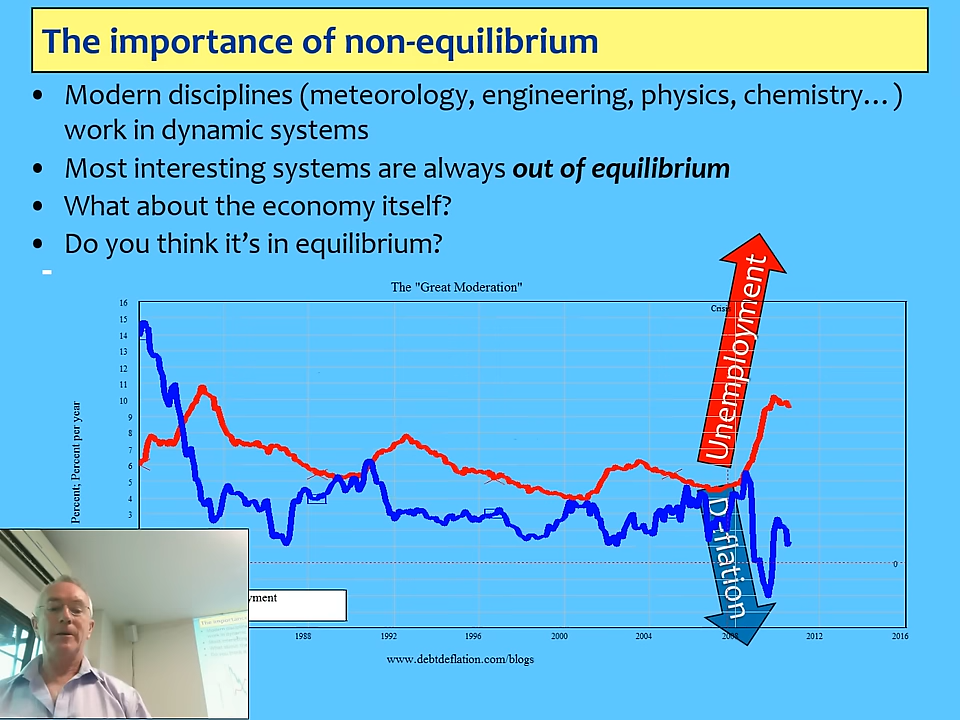 The importance of non-equilibrium
• Modern disciplines (meteorology, engineering, physics, chemistry…)
work in dynamic systems
• Most interesting systems are always out of equilibrium
• What about the economy itself?
• Do you think it's in equilibrium?
The "Great Moderation"
Crisis
Unemployment
Percent, Percent per year
16
15
14
13
12
11
10
9
8
7
6
5
4
3
0
Deflation
1988 1992 1996 2000 2004 2008 2012 2016
www.debtdeflation.com/blogs